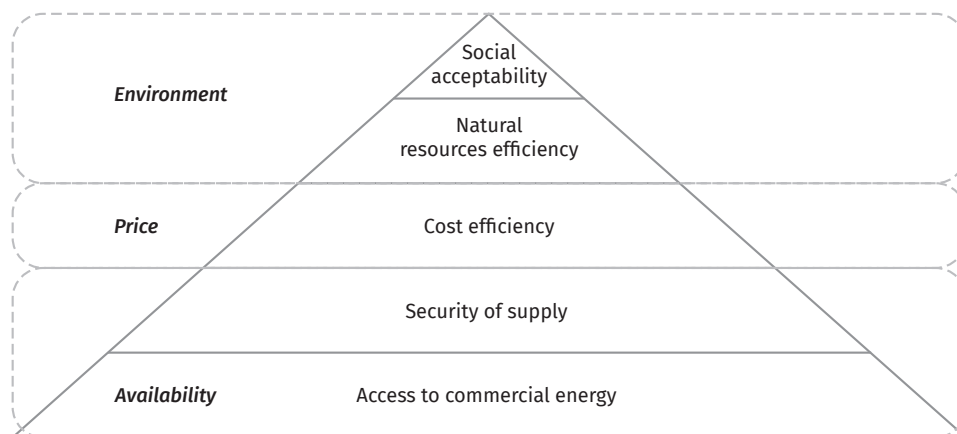 Social
acceptability
Environment
Natural
resources efficiency
Price
Cost efficiency
Security of supply
Availability
Access to commercial energy